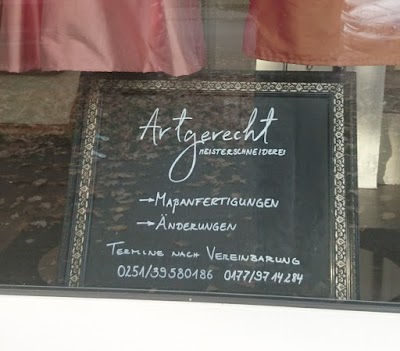 Artgerecht
MEISTERSCHNEIDEREI
→MAßANFERTIGUNGEN
→ÄNDERUNGEN
TERMINE NACH VEREINBARUNG
0251/39580186 0177/9714284